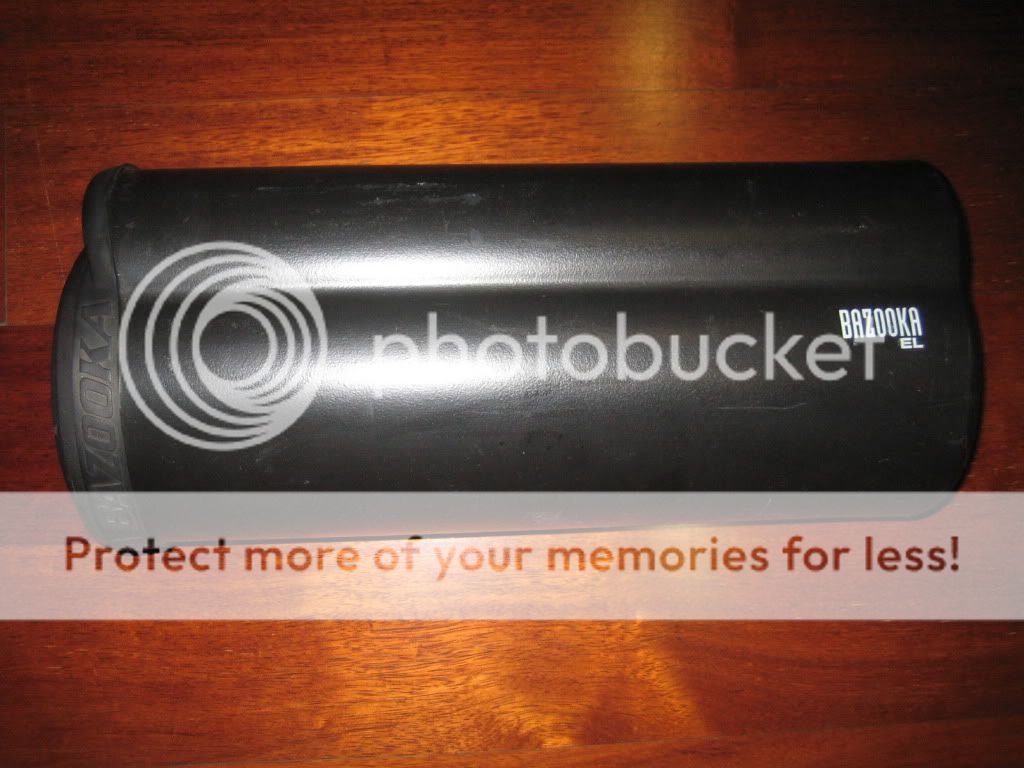 BAZOOKA
EL
BAZOOKA
photobucket
Protect more of your memories for less!